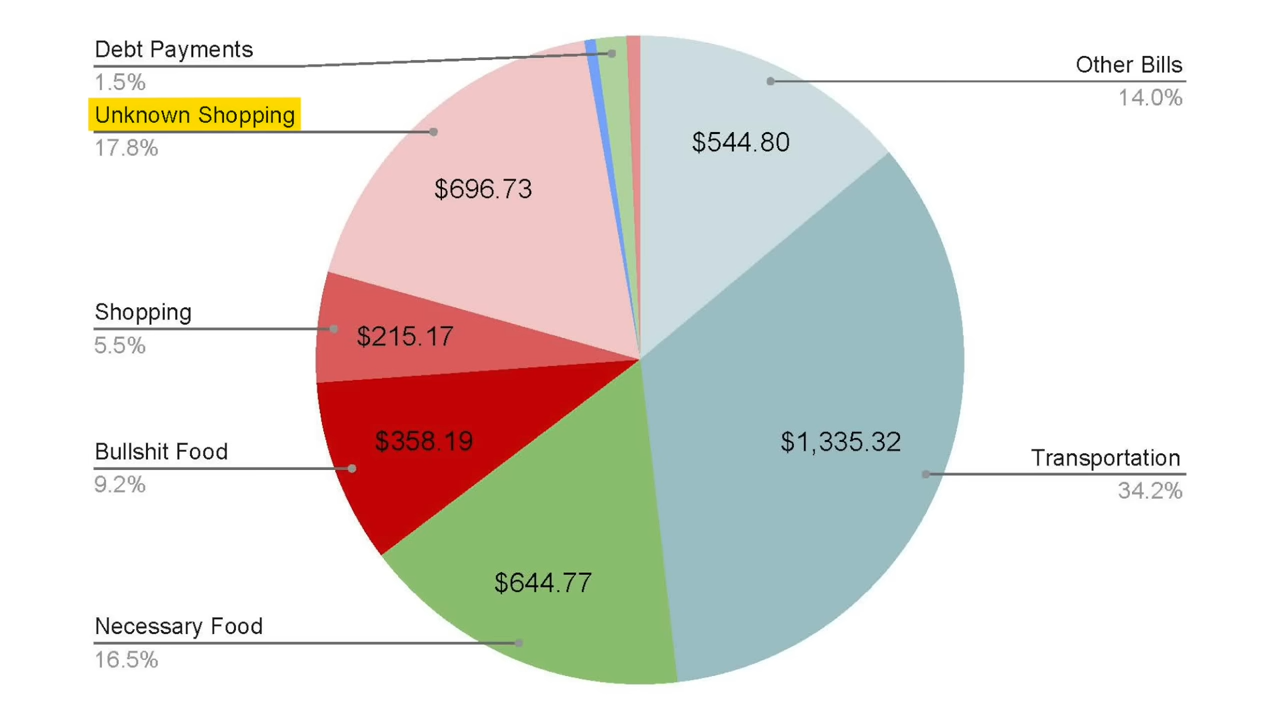 Debt Payments
1.5%
Unknown Shopping
17.8%
Shopping
5.5%
Bullshit Food
9.2%
Necessary Food
16.5%
$696.73
$215.17
$358.19
$644.77
$544.80
$1,335.32
Other Bills
14.0%
Transportation
34.2%